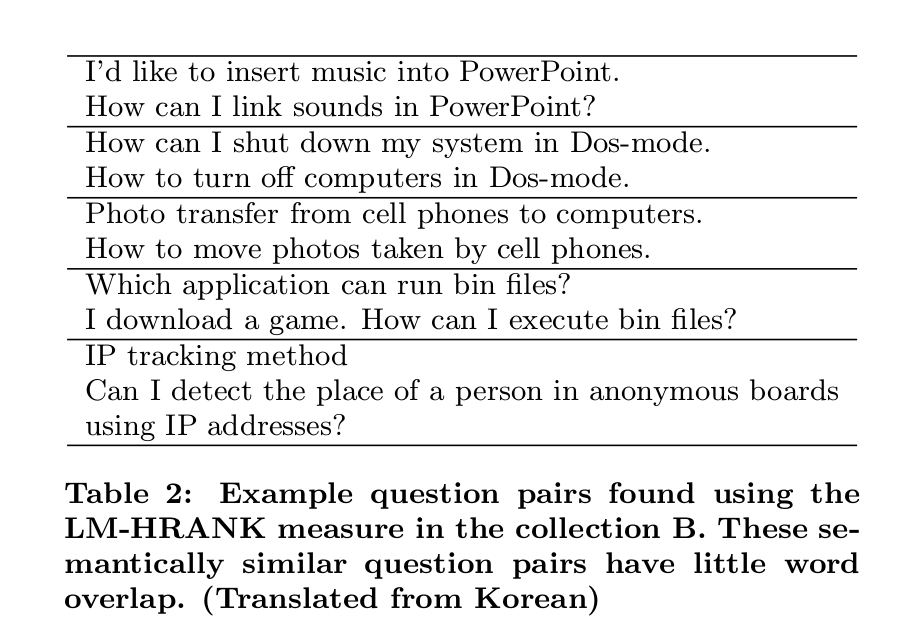 I'd like to insert music into PowerPoint.
How can I link sounds in PowerPoint?
How can I shut down my system in Dos-mode.
How to turn off computers in Dos-mode.
Photo transfer from cell phones to computers.
How to move photos taken by cell phones.
Which application can run bin files?
I download a game. How can I execute bin files?
IP tracking method
Can I detect the place of a person in anonymous boards
using IP addresses?
Table 2: Example question pairs found using the
LM-HRANK measure in the collection B. These se-
mantically similar question pairs have little word
overlap. (Translated from Korean)